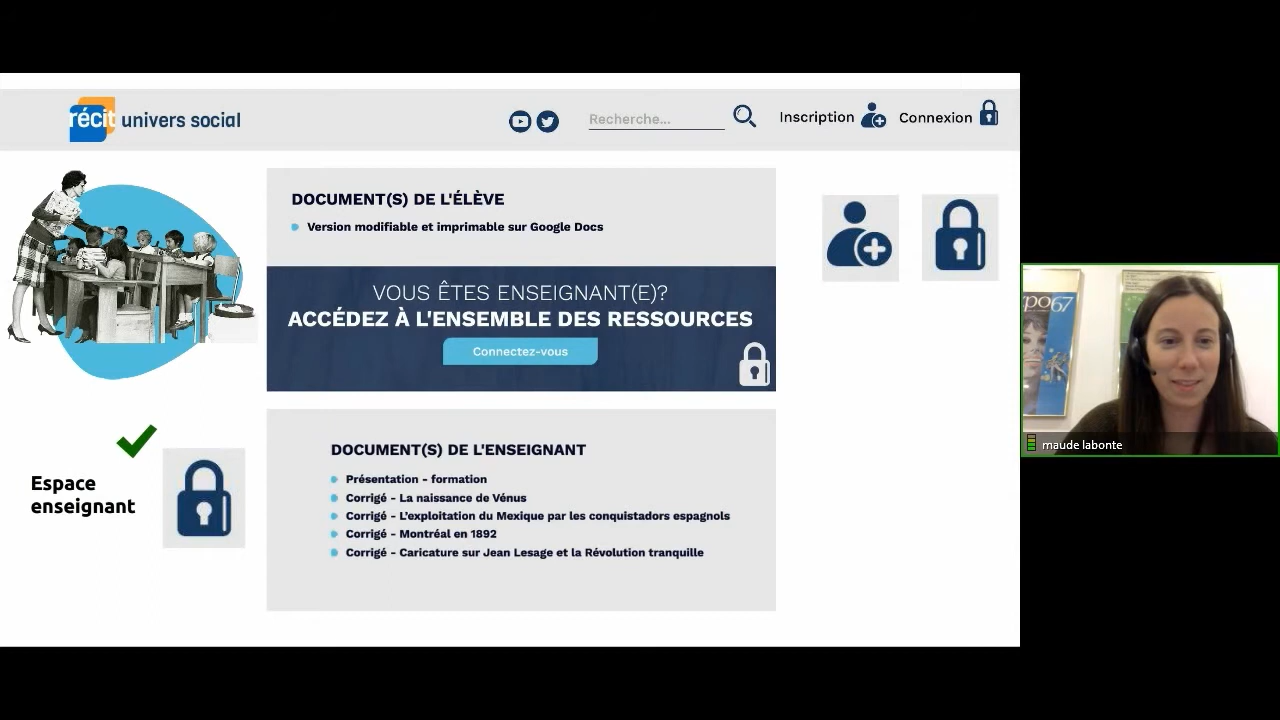 récit univers social
Recherche...
Inscription
Connexion
DOCUMENT(S) DE L'ÉLÈVE
Version modifiable et imprimable sur Google Docs
VOUS ÊTES ENSEIGNANT(E)?
ACCÉDEZ À L'ENSEMBLE DES RESSOURCES
Connectez-vous
Espace
enseignant
DOCUMENT(S) DE L'ENSEIGNANT
Présentation - formation
Corrigé - La naissance de Vénus
Corrigé - L'exploitation du Mexique par les conquistadors espagnols
Corrigé - Montréal en 1892
Corrigé - Caricature sur Jean Lesage et la Révolution tranquille
po67
maude labonte